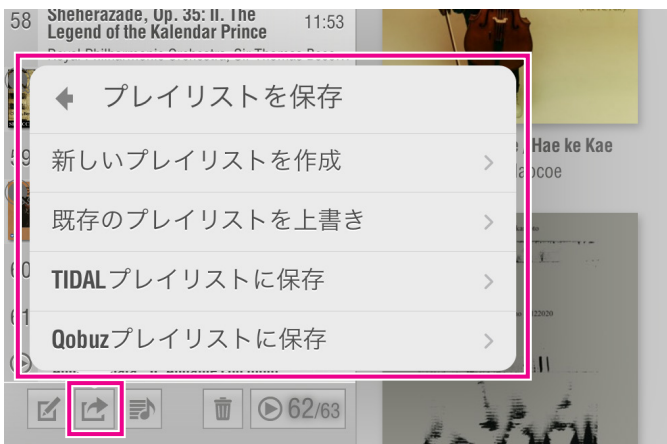 58
Sheherazade, Op. 35: II. The
Legend of the Kalendar Prince
11:53
プレイリストを保存
新しいプレイリストを作成
既存のプレイリストを上書き
TIDALプレイリストに保存
Qobuzプレイリストに保存
Hae ke Kae
62/63